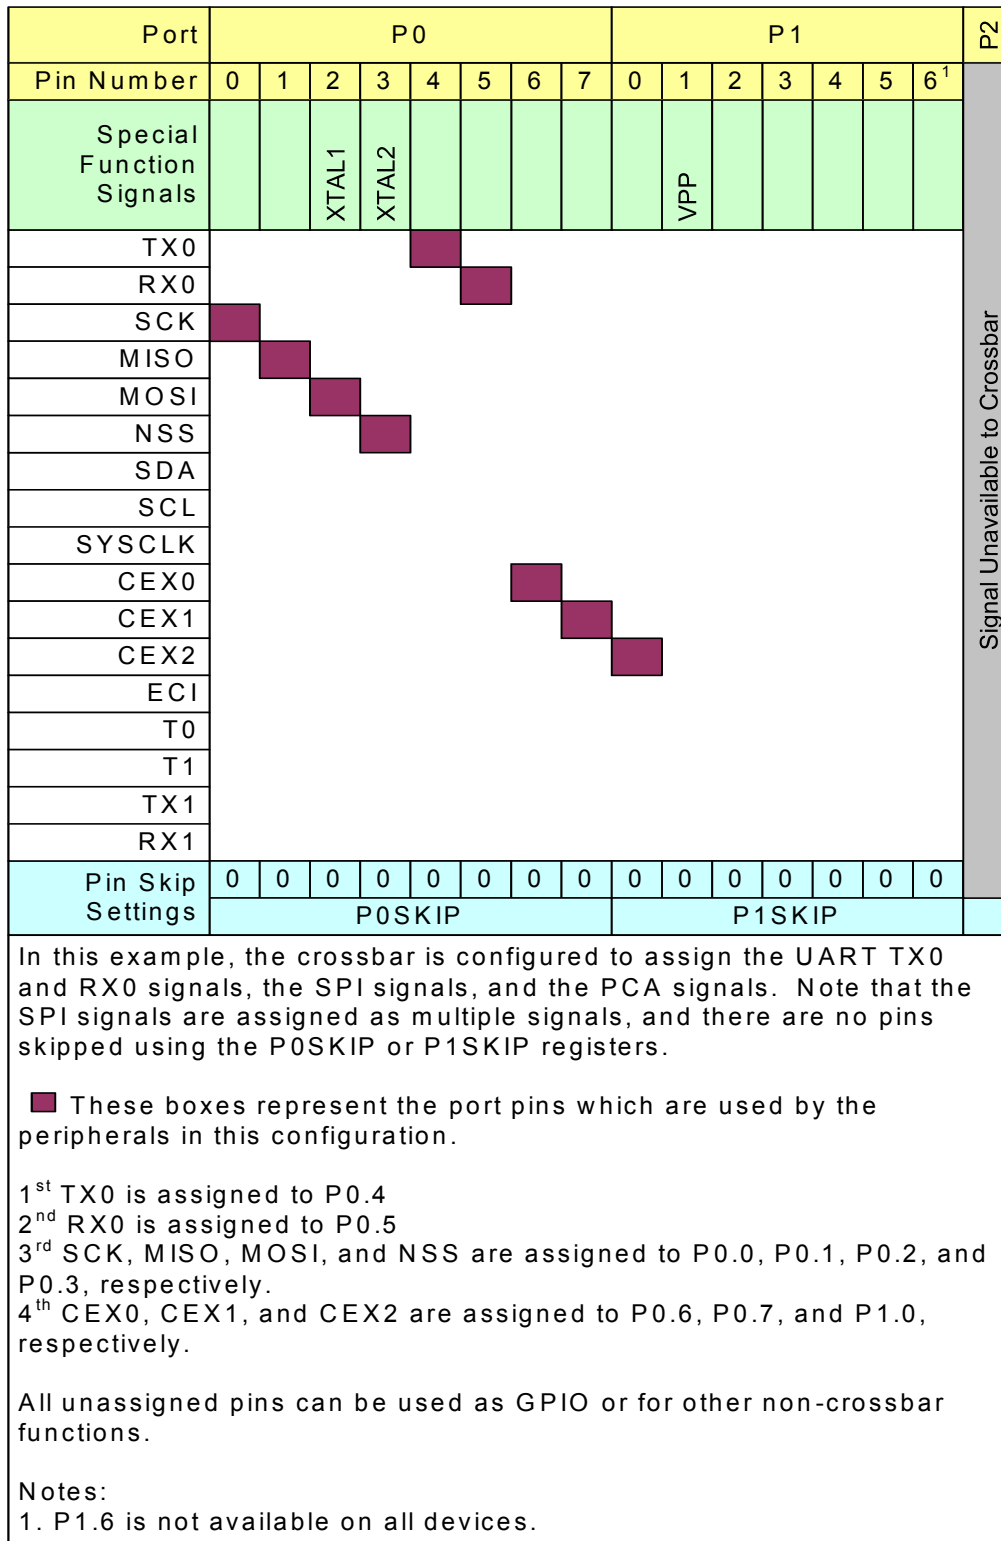 Port P0 P1 P2
Pin Number 0 1 2 3 4 5 6 7 0 1 2 3 4 5 6¹
Special
Function
Signals
XTAL1
XTAL2
VPP
Signal Unavailable to Crossbar
TX0
RX0
SCK
MISO
MOSI
NSS
SDA
SCL
SYSCLK
CEX0
CEX1
CEX2
ECI
T0
T1
TX1
RX1
Pin Skip
Settings
0 0 0 0 0 0 0 0 0 0 0 0 0 0 0
P0SKIP P1SKIP
In this example, the crossbar is configured to assign the UART TX0
and RX0 signals, the SPI signals, and the PCA signals. Note that the
SPI signals are assigned as multiple signals, and there are no pins
skipped using the P0SKIP or P1SKIP registers.
These boxes represent the port pins which are used by the
peripherals in this configuration.
1st TX0 is assigned to P0.4
2nd RX0 is assigned to P0.5
3rd SCK, MISO, MOSI, and NSS are assigned to P0.0, P0.1, P0.2, and
P0.3, respectively.
4th CEX0, CEX1, and CEX2 are assigned to P0.6, P0.7, and P1.0,
respectively.
All unassigned pins can be used as GPIO or for other non-crossbar
functions.
Notes:
1. P1.6 is not available on all devices.